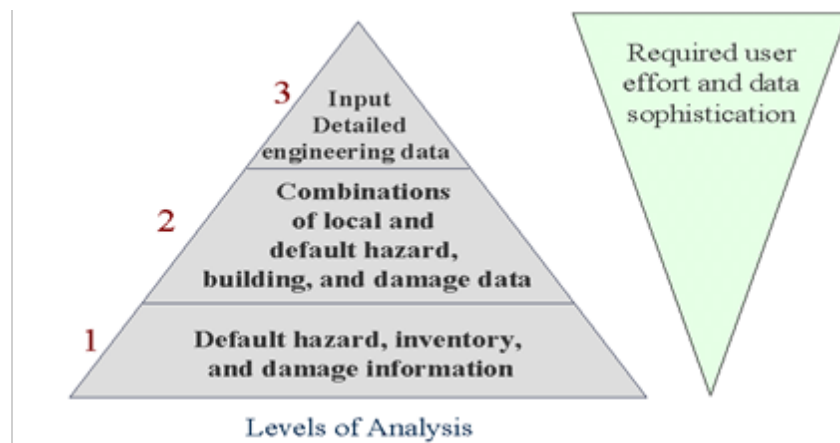 3
Input
Detailed
engineering data
2
Combinations
of local and
default hazard,
building, and damage data
1
Default hazard, inventory,
and damage information
Levels of Analysis
Required user
effort and data
sophistication